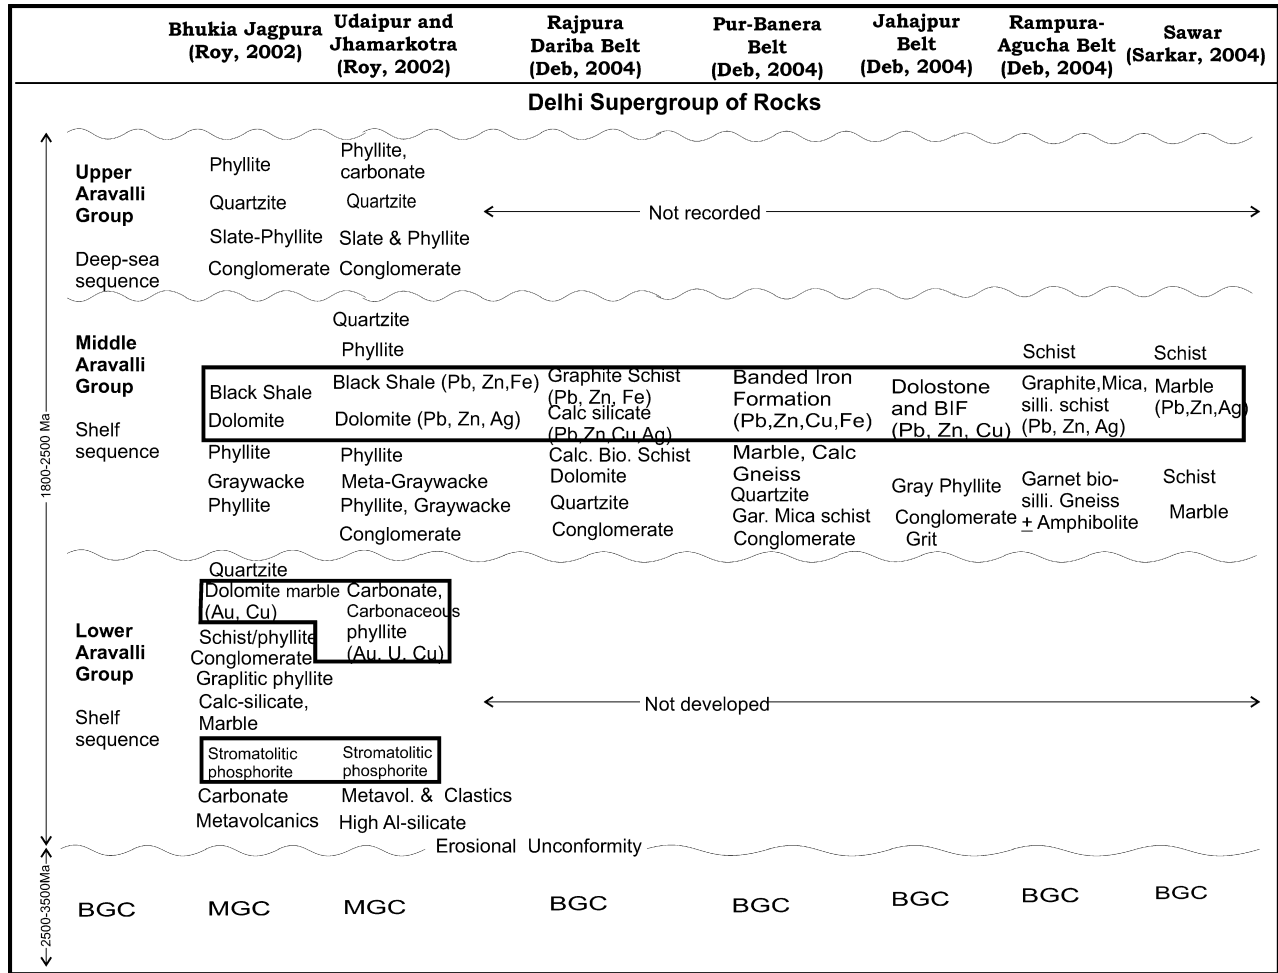 Bhukia Jagpura
(Roy, 2002)
Udaipur and
Jhamarkotra
(Roy, 2002)
Rajpura
Dariba Belt
(Deb, 2004)
Pur-Banera
Belt
(Deb, 2004)
Jahajpur
Belt
(Deb, 2004)
Rampura-
Agucha Belt
(Deb, 2004)
Sawar
(Sarkar, 2004)
Delhi Supergroup of Rocks
1800-2500 Ma
Upper
Aravalli
Group
Deep-sea
sequence
Phyllite
Quartzite
Slate-Phyllite
Conglomerate
Phyllite,
carbonate
Quartzite
Slate & Phyllite
Conglomerate
Not recorded
Middle
Aravalli
Group
Shelf
sequence
Black Shale
Dolomite
Phyllite
Graywacke
Phyllite
Quartzite
Phyllite
Black Shale (Pb, Zn,Fe)
Dolomite (Pb, Zn, Ag)
Phyllite
Meta-Graywacke
Phyllite, Graywacke
Conglomerate
Graphite Schist
(Pb, Zn, Fe)
Calc silicate
(Pb,Zn,Cu,Ag)
Calc. Bio. Schist
Dolomite
Quartzite
Conglomerate
Banded Iron
Formation
(Pb,Zn,Cu,Fe)
Marble, Calc
Gneiss
Quartzite
Gar. Mica schist
Conglomerate
Dolostone
and BIF
(Pb, Zn, Cu)
Gray Phyllite
Conglomerate
Grit
Schist
Graphite,Mica,
silli. schist
(Pb, Zn, Ag)
Garnet bio-
silli. Gneiss
± Amphibolite
Schist
Marble
(Pb,Zn,Ag)
Schist
Marble
Lower
Aravalli
Group
Shelf
sequence
Quartzite
Dolomite marble
(Au, Cu)
Schist/phyllite
Conglomerate
Graplitic phyllite
Calc-silicate,
Marble
Stromatolitic
phosphorite
Carbonate
Metavolcanics
Carbonate,
Carbonaceous
phyllite
(Au, U, Cu)
Stromatolitic
phosphorite
Metavol. & Clastics
High Al-silicate
Not developed
Erosional Unconformity
2500-3500Ma
BGC
MGC
MGC
BGC
BGC
BGC
BGC
BGC